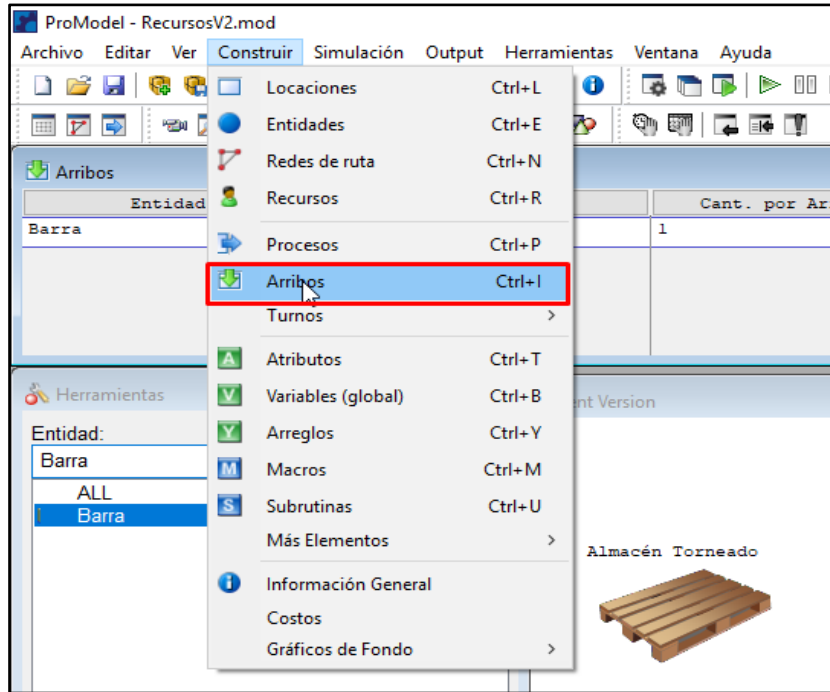 ProModel - RecursosV2.mod
Archivo Editar Ver Construir Simulación Output Herramientas Ventana Ayuda
Locaciones Ctrl+L
Entidades Ctrl+E
Redes de ruta Ctrl+N
Recursos Ctrl+R
Procesos Ctrl+P
Arribos Ctrl+I
Turnos >
A Atributos Ctrl+T
V Variables (global) Ctrl+B
Y Arreglos Ctrl+Y
M Macros Ctrl+M
S Subrutinas Ctrl+U
Más Elementos >
Información General
Costos
Gráficos de Fondo >
Arribos
Entidad Cant. por Ar
Barra 1
Herramientas
Entidad:
Barra
ALL
Barra
nt Version
Almacén Torneado